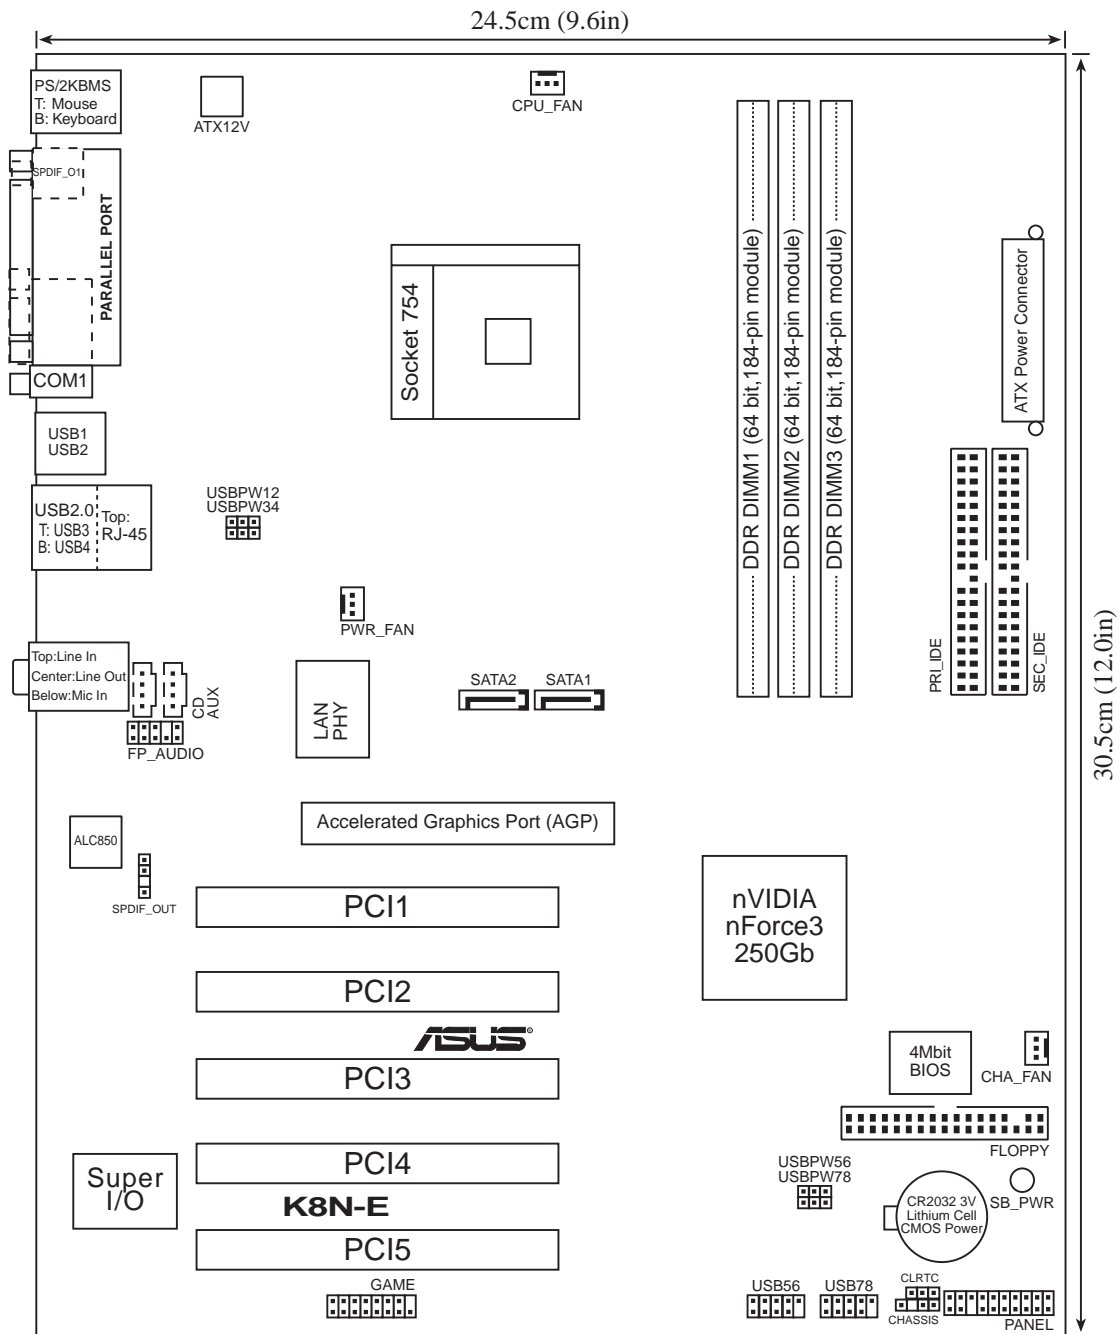 24.5cm (9.6in)
PS/2KBMS
T: Mouse
B: Keyboard
ATX12V
CPU_FAN
SPDIF_O1
PARALLEL PORT
COM1
Socket 754
DDR DIMM1 (64 bit,184-pin module)
DDR DIMM2 (64 bit,184-pin module)
DDR DIMM3 (64 bit,184-pin module)
ATX Power Connector
USB1
USB2
USB2.0
T: USB3
B: USB4
Top:
RJ-45
USBPW12
USBPW34
PWR_FAN
PRI_IDE
SEC_IDE
30.5cm (12.0in)
Top:Line In
Center:Line Out
Below:Mic In
CD
AUX
FP_AUDIO
LAN
PHY
SATA2
SATA1
Accelerated Graphics Port (AGP)
ALC850
SPDIF_OUT
PCI1
nVIDIA
nForce3
250Gb
PCI2
ASUS®
PCI3
4Mbit
BIOS
CHA_FAN
FLOPPY
PCI4
Super
I/O
K8N-E
USBPW56
USBPW78
CR2032 3V
Lithium Cell
CMOS Power
SB_PWR
PCI5
GAME
USB56
USB78
CLRTC
CHASSIS
PANEL